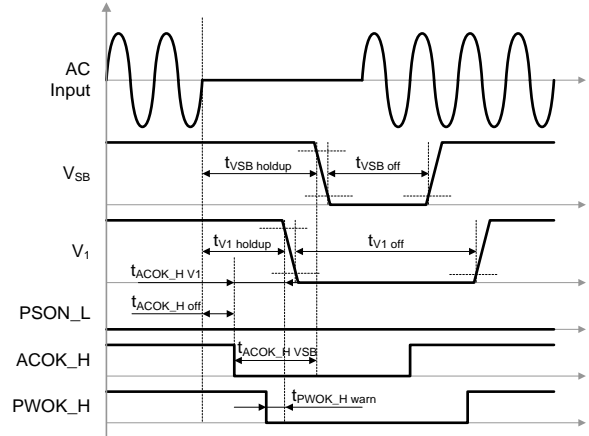 AC
Input
VSB
tVSB holdup
tVSB off
V1
tV1 holdup
tV1 off
tACOK_H V1
tACOK_H off
PSON_L
ACOK_H
tACOK_H VSB
PWOK_H
tPWOK_H warn